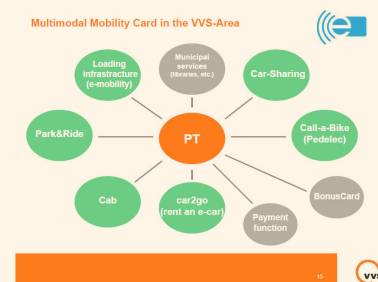 Multimodal Mobility Card in the VVS-Area
e
Loading
infrastracture
(e-mobility)
Municipal
services
(libraries, etc.)
Car-Sharing
Park&Ride
PT
Call-a-Bike
(Pedelec)
Cab
car2go
(rent an e-car)
Payment
function
BonusCard
15
vvs